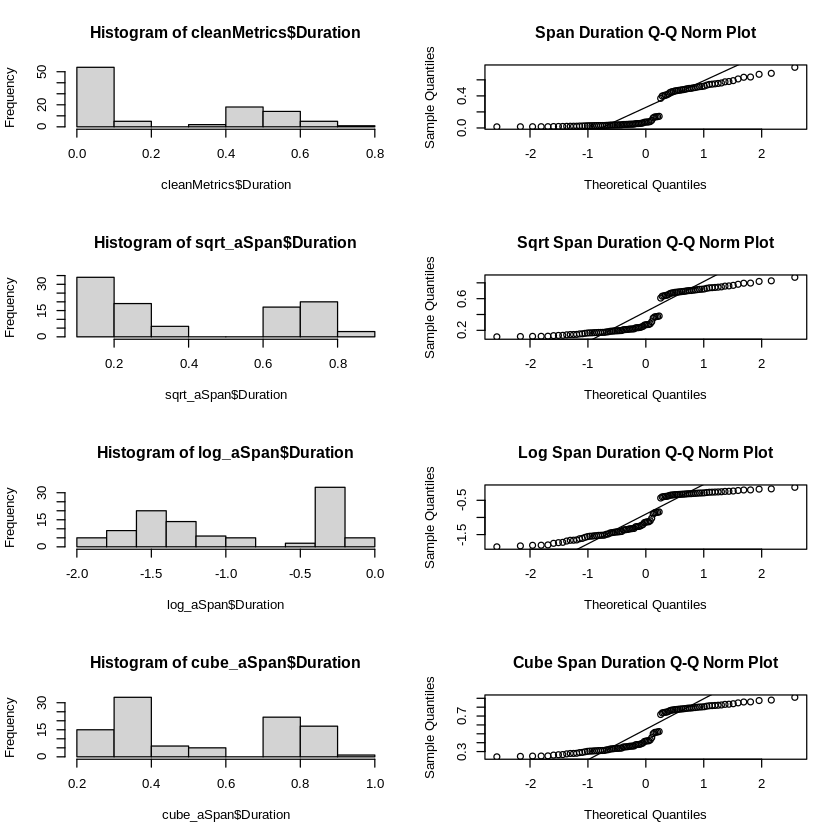 Histogram of cleanMetrics$Duration
Frequency
0 20 50
0.0 0.2 0.4 0.6 0.8
cleanMetrics$Duration
Span Duration Q-Q Norm Plot
Sample Quantiles
0.0 0.4
-2 -1 0 1 2
Theoretical Quantiles
Histogram of sqrt_aSpan$Duration
Frequency
0 15 30
0.2 0.4 0.6 0.8
sqrt_aSpan$Duration
Sqrt Span Duration Q-Q Norm Plot
Sample Quantiles
0.2 0.6
-2 -1 0 1 2
Theoretical Quantiles
Histogram of log_aSpan$Duration
Frequency
0 15 30
-2.0 -1.5 -1.0 -0.5 0.0
log_aSpan$Duration
Log Span Duration Q-Q Norm Plot
Sample Quantiles
-1.5 -0.5
-2 -1 0 1 2
Theoretical Quantiles
Histogram of cube_aSpan$Duration
Frequency
0 15 30
0.2 0.4 0.6 0.8 1.0
cube_aSpan$Duration
Cube Span Duration Q-Q Norm Plot
Sample Quantiles
0.3 0.7
-2 -1 0 1 2
Theoretical Quantiles